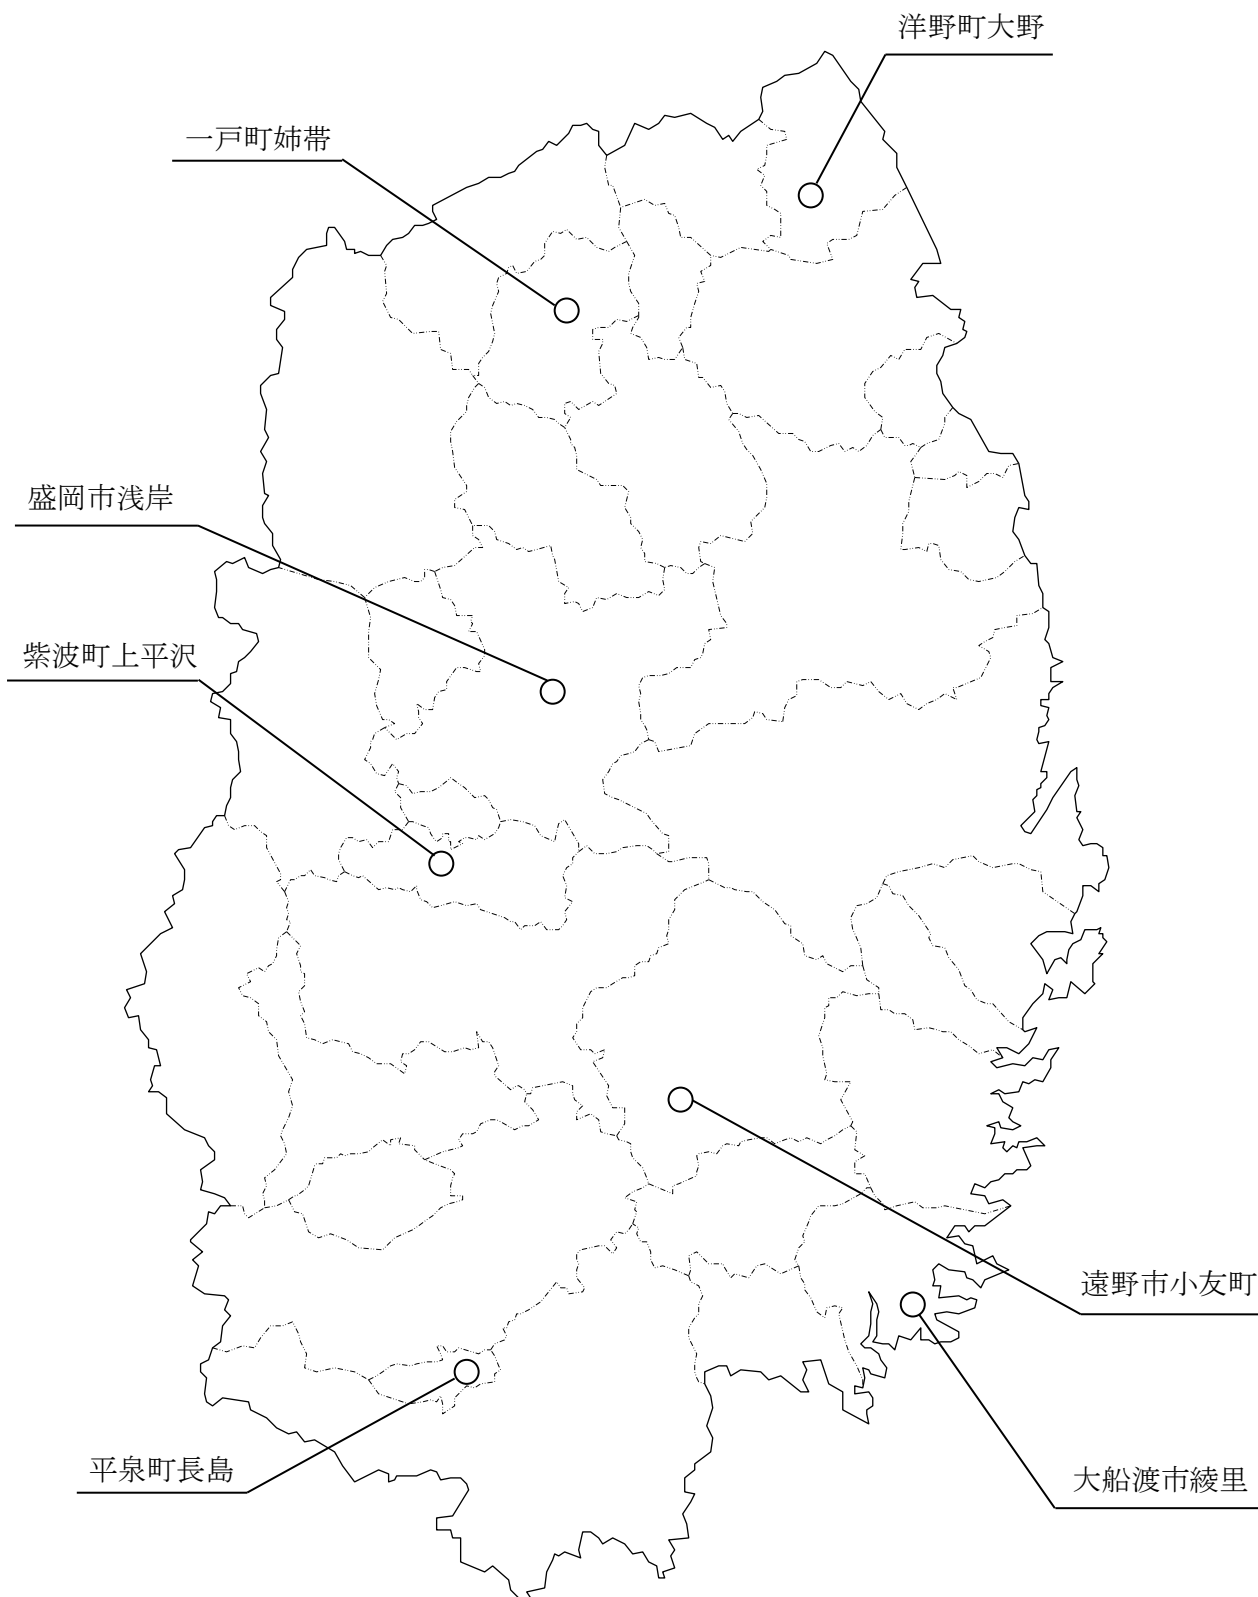 洋野町大野
一戸町姉帯
盛岡市浅岸
紫波町上平沢
遠野市小友町
平泉町長島
大船渡市綾里